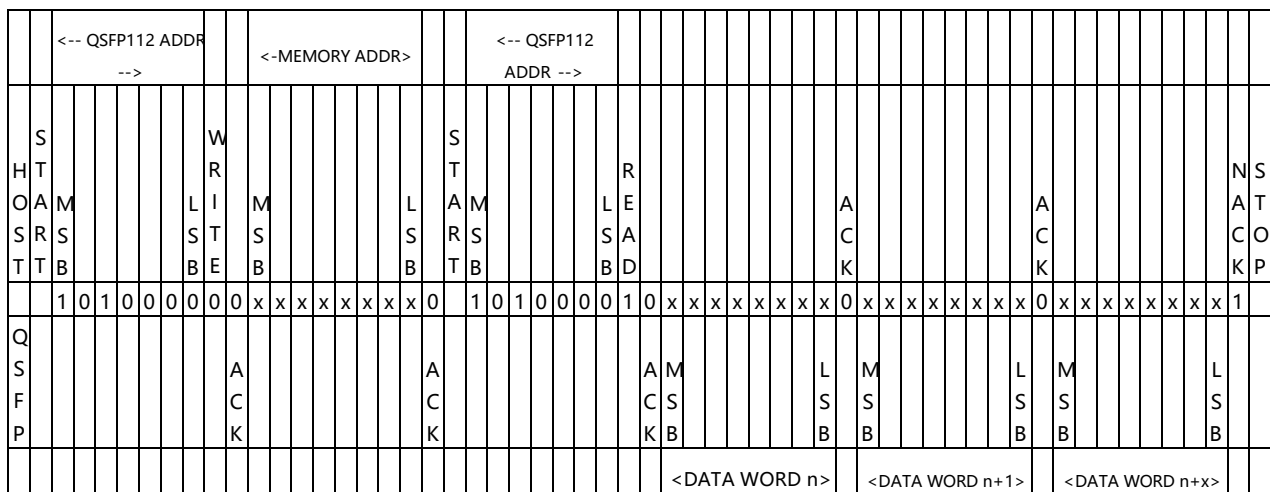 <-- QSFP112 ADDR
-->
<-MEMORY ADDR>
<-- QSFP112
ADDR -->
HOST START MSB LSB WRITE MSB LSB START MSB LSB READ ACK ACK NACK STOP
1 0 1 0 0 0 0 0 0 x x x x x x x x 0 1 0 1 0 0 0 0 1 0 x x x x x x x x 0 x x x x x x x x 0 x x x x x x x x 1
QSFP ACK ACK ACK MSB LSB MSB LSB MSB LSB
<DATA WORD n> <DATA WORD n+1> <DATA WORD n+x>